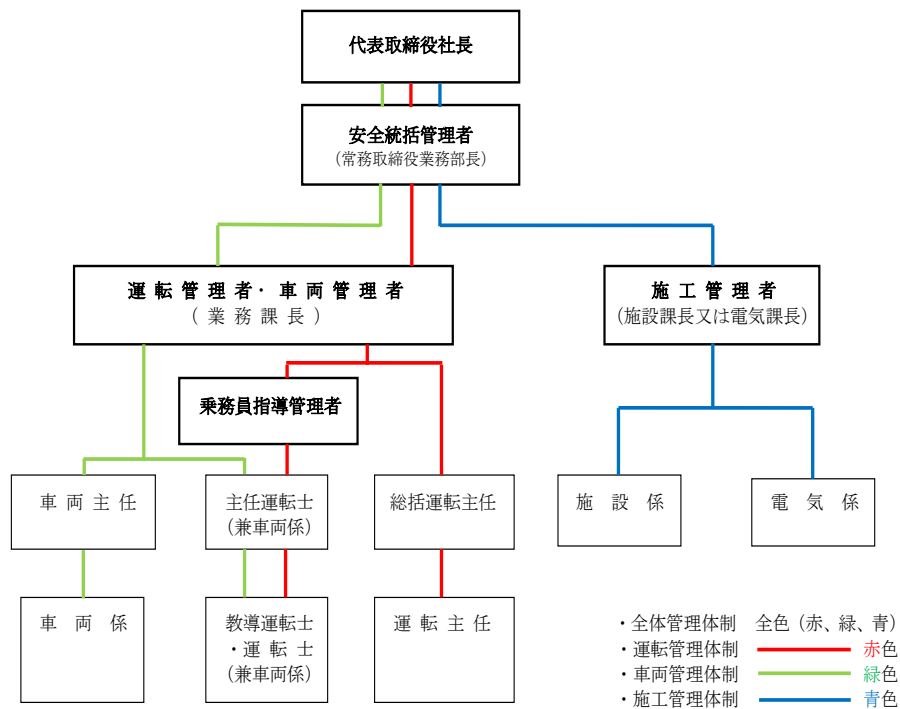 代表取締役社長
安全統括管理者
(常務取締役業務部長)
運転管理者・車両管理者
(業務課長)
施工管理者
(施設課長又は電気課長)
乗務員指導管理者
車両主任
主任運転士
(兼車両係)
総括運転主任
施設係
電気係
車両係
教導運転士
・運転士
(兼車両係)
運転主任
・全体管理体制 全色(赤、緑、青)
・運転管理体制 赤色
・車両管理体制 緑色
・施工管理体制 青色